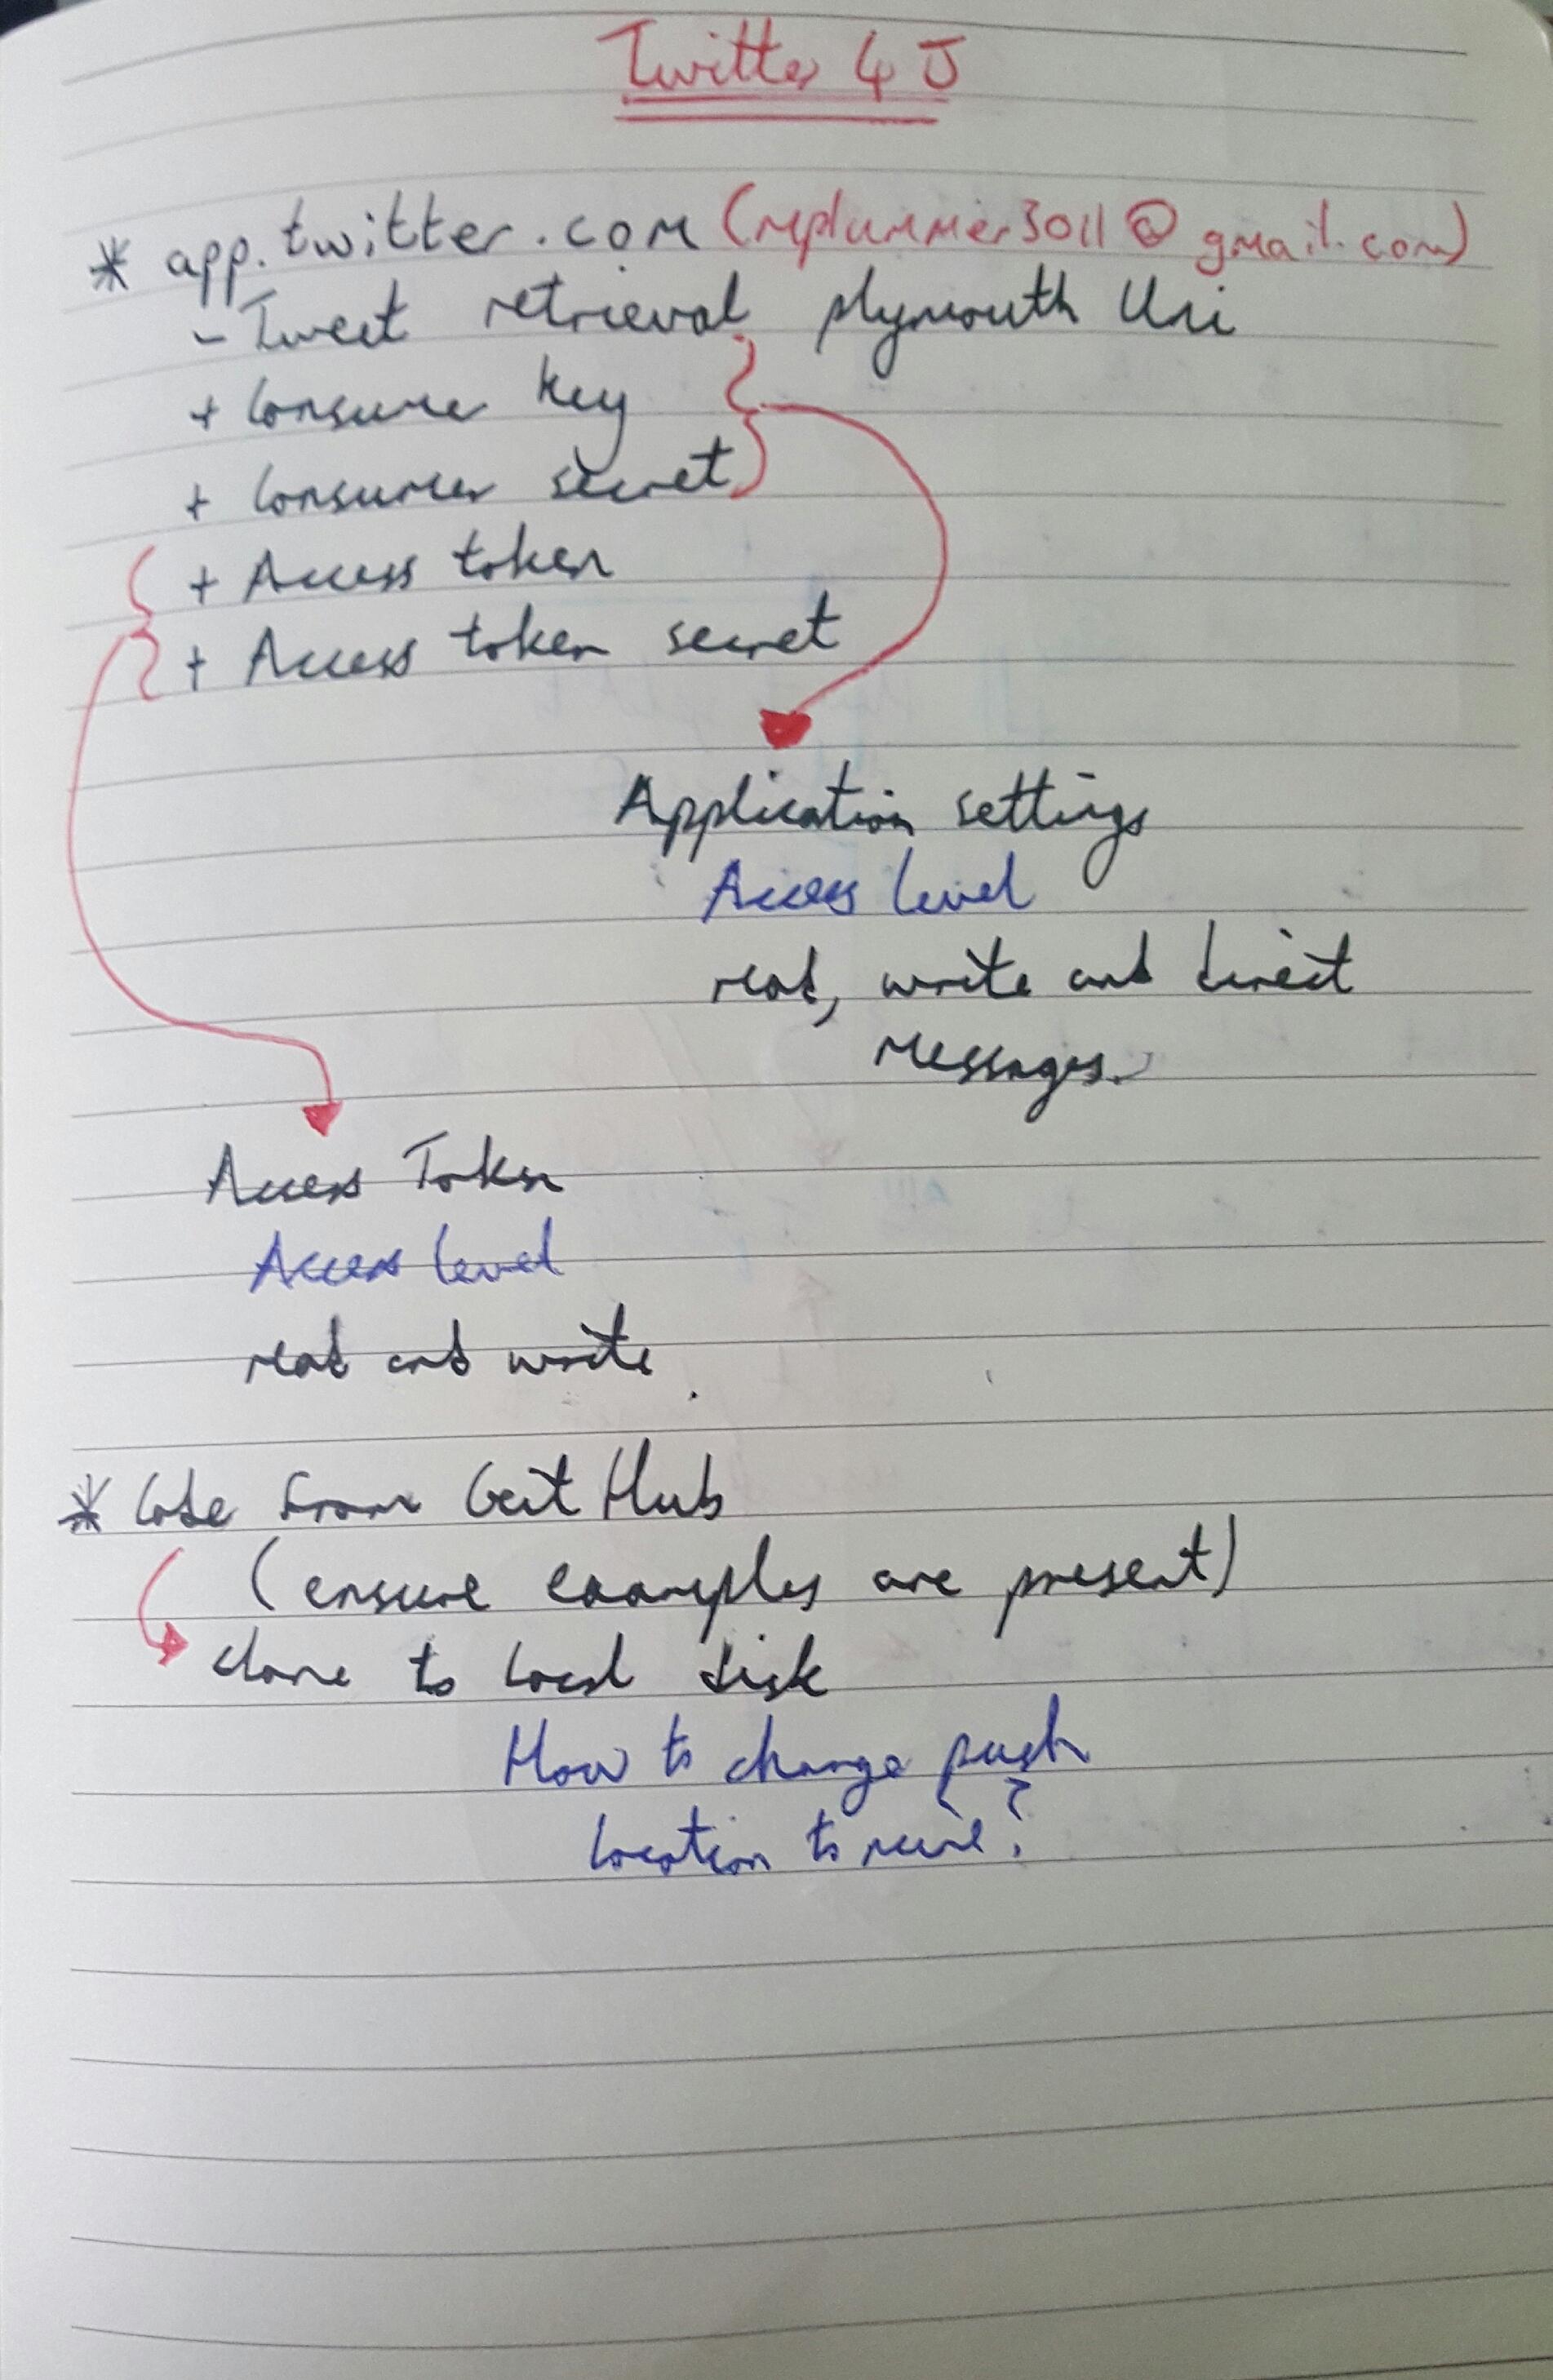 Twitter 4 J
* app.twitter.com (mplummer3011@gmail.com)
- Tweet retrieval plymouth Uni
+ Consumer key
+ Consumer secret
+ Access token
+ Access token secret
Application settings
Access level
read, write and direct
messages.
Access Token
Access level
read and write.
* Code from Git Hub
(ensure examples are present)
clone to local disk
How to change push
location to mine?